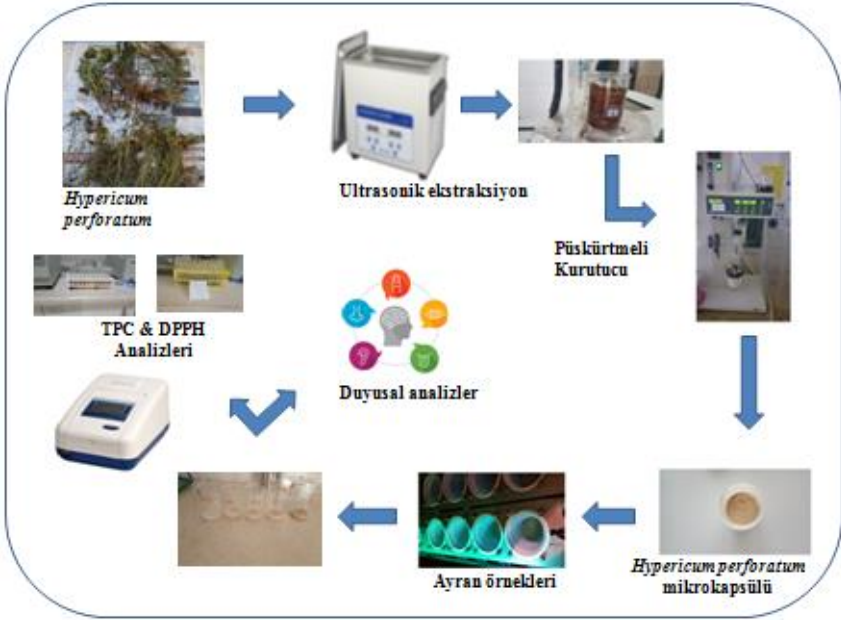 Hypericum
perforatum
Ultrasonik ekstraksiyon
Püskürtmeli
Kurutucu
TPC & DPPH
Analizleri
Duyusal analizler
Ayran örnekleri
Hypericum perforatum
mikrokapsülü